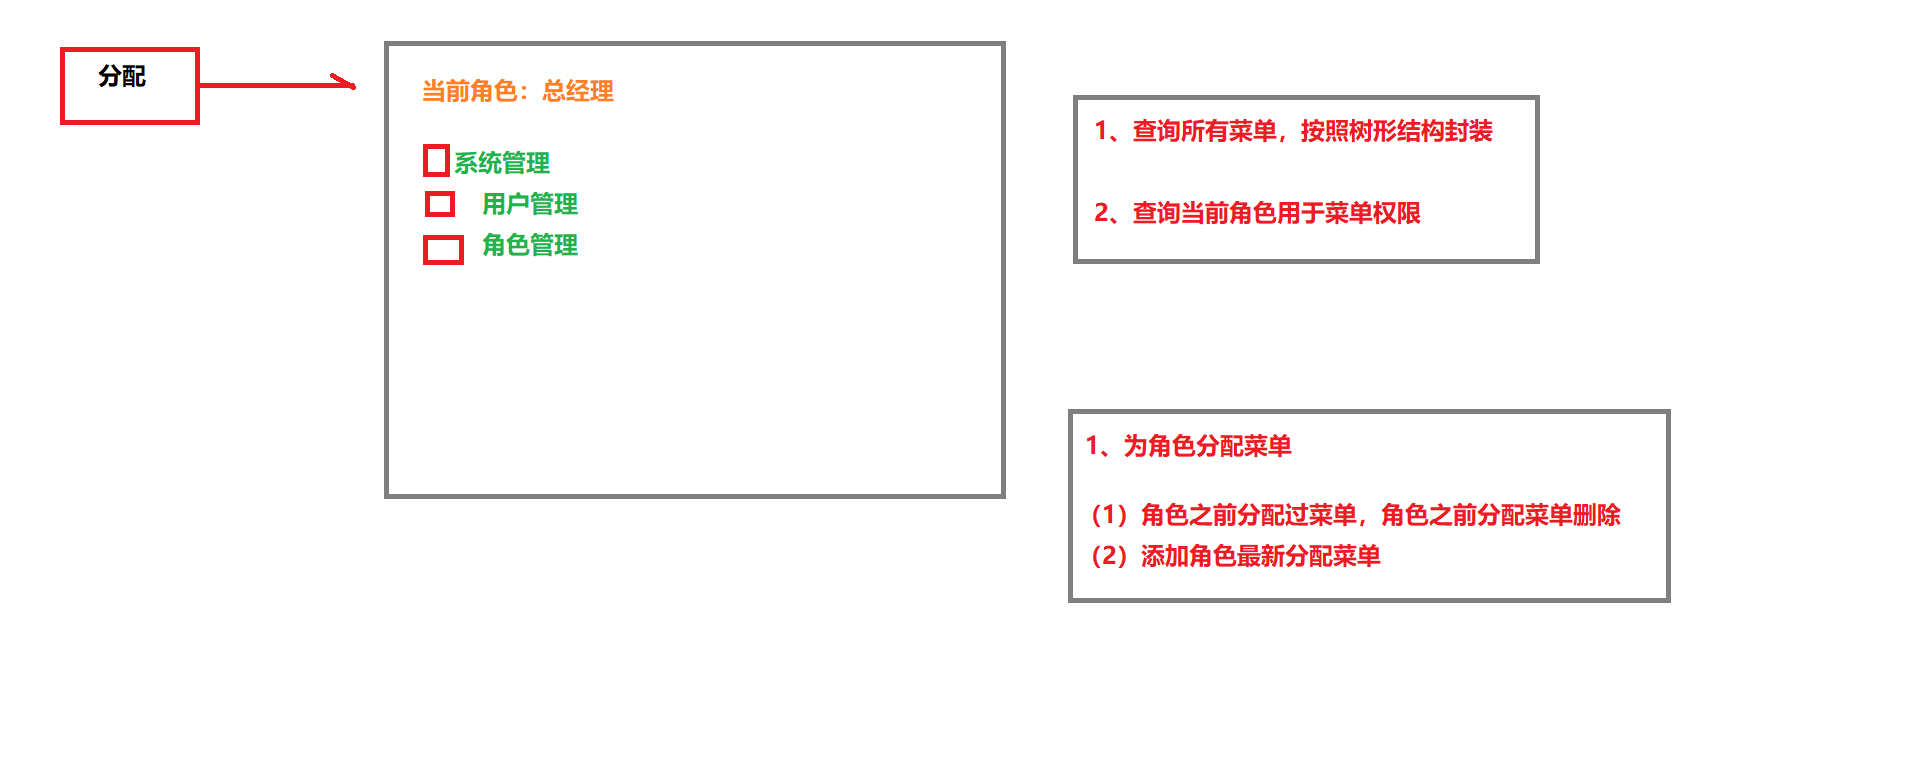 分配
当前角色：总经理
系统管理
用户管理
角色管理
1、查询所有菜单，按照树形结构封装
2、查询当前角色用于菜单权限
1、为角色分配菜单
（1）角色之前分配过菜单，角色之前分配菜单删除
（2）添加角色最新分配菜单